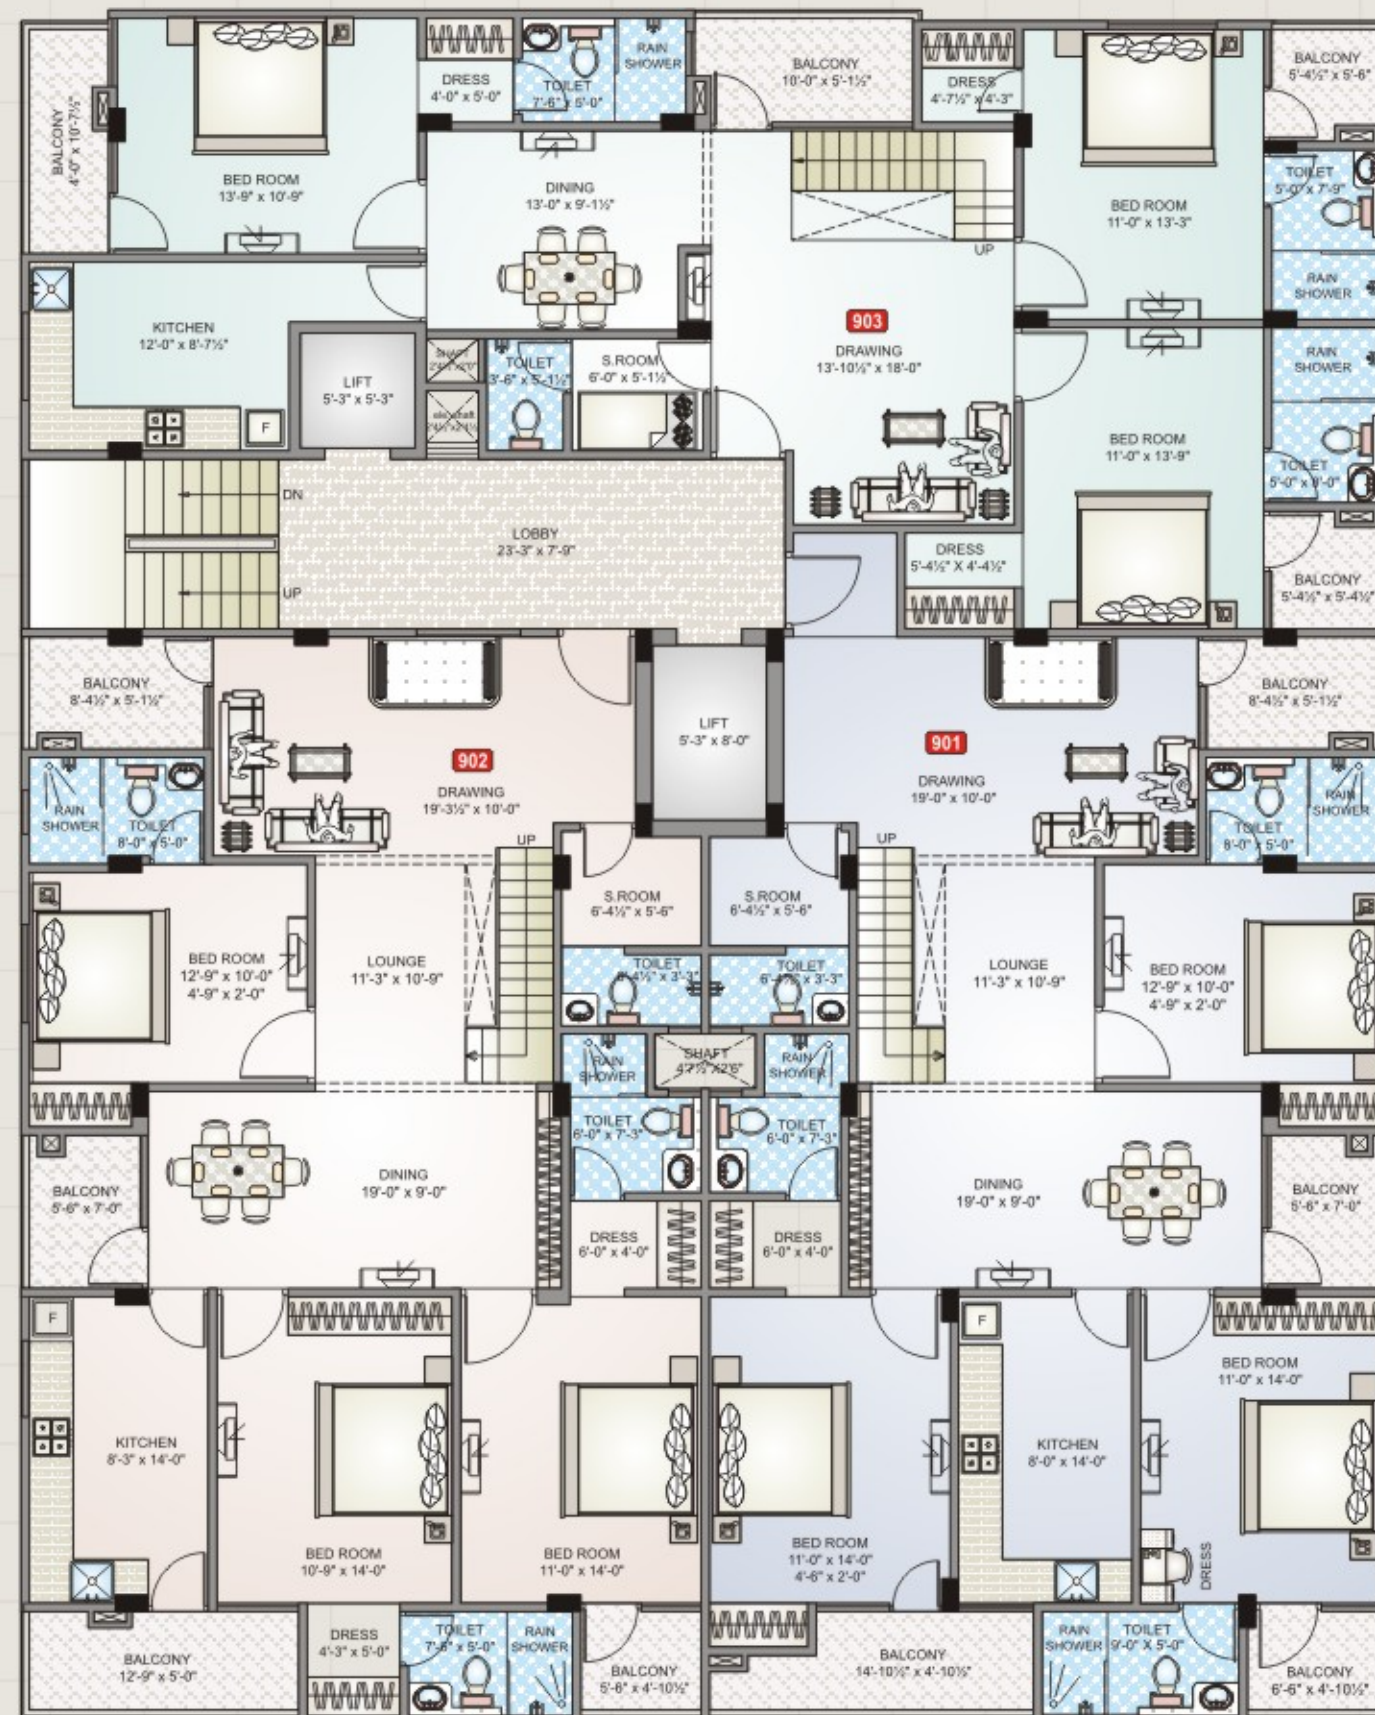 BALCONY
4'-0" x 10'-7½"
BED ROOM
13'-9" x 10'-9"
DRESS
4'-0" x 5'-0"
TOILET
7'-6" x 5'-0"
RAIN
SHOWER
BALCONY
10'-0" x 5'-1½"
DRESS
4'-7½" x 4'-3"
BED ROOM
11'-0" x 13'-3"
BALCONY
5'-4½" x 5'-6"
TOILET
5'-0" x 7'-9"
RAIN
SHOWER
DINING
13'-0" x 9'-1½"
UP
903
DRAWING
13'-10½" x 18'-0"
KITCHEN
12'-0" x 8'-7½"
F
LIFT
5'-3" x 5'-3"
SHAFT
TOILET
3'-6" x 5'-1½"
S.ROOM
6'-0" x 5'-1½"
RAIN
SHOWER
BED ROOM
11'-0" x 13'-9"
TOILET
5'-0" x 8'-0"
DN
UP
LOBBY
23'-3" x 7'-9"
DRESS
5'-4½" X 4'-4½"
BALCONY
5'-4½" x 5'-4½"
BALCONY
8'-4½" x 5'-1½"
902
DRAWING
19'-3½" x 10'-0"
LIFT
5'-3" x 8'-0"
901
DRAWING
19'-0" x 10'-0"
BALCONY
8'-4½" x 5'-1½"
RAIN
SHOWER
TOILET
8'-0" x 5'-0"
UP
UP
TOILET
8'-0" x 5'-0"
RAIN
SHOWER
BED ROOM
12'-9" x 10'-0"
4'-9" x 2'-0"
LOUNGE
11'-3" x 10'-9"
S.ROOM
6'-4½" x 5'-6"
S.ROOM
6'-4½" x 5'-6"
TOILET
6'-4½" x 3'-3"
TOILET
6'-4½" x 3'-3"
LOUNGE
11'-3" x 10'-9"
BED ROOM
12'-9" x 10'-0"
4'-9" x 2'-0"
RAIN
SHOWER
SHAFT
4'7½"X2'6"
RAIN
SHOWER
TOILET
6'-0" x 7'-3"
TOILET
6'-0" x 7'-3"
BALCONY
5'-6" x 7'-0"
DINING
19'-0" x 9'-0"
DRESS
6'-0" x 4'-0"
DRESS
6'-0" x 4'-0"
DINING
19'-0" x 9'-0"
BALCONY
5'-6" x 7'-0"
F
KITCHEN
8'-3" x 14'-0"
BED ROOM
10'-9" x 14'-0"
BED ROOM
11'-0" x 14'-0"
BED ROOM
11'-0" x 14'-0"
4'-6" x 2'-0"
F
KITCHEN
8'-0" x 14'-0"
BED ROOM
11'-0" x 14'-0"
DRESS
BALCONY
12'-9" x 5'-0"
DRESS
4'-3" x 5'-0"
TOILET
7'-6" x 5'-0"
RAIN
SHOWER
BALCONY
5'-6" x 4'-10½"
BALCONY
14'-10½" x 4'-10½"
RAIN
SHOWER
TOILET
9'-0" X 5'-0"
BALCONY
6'-6" x 4'-10½"